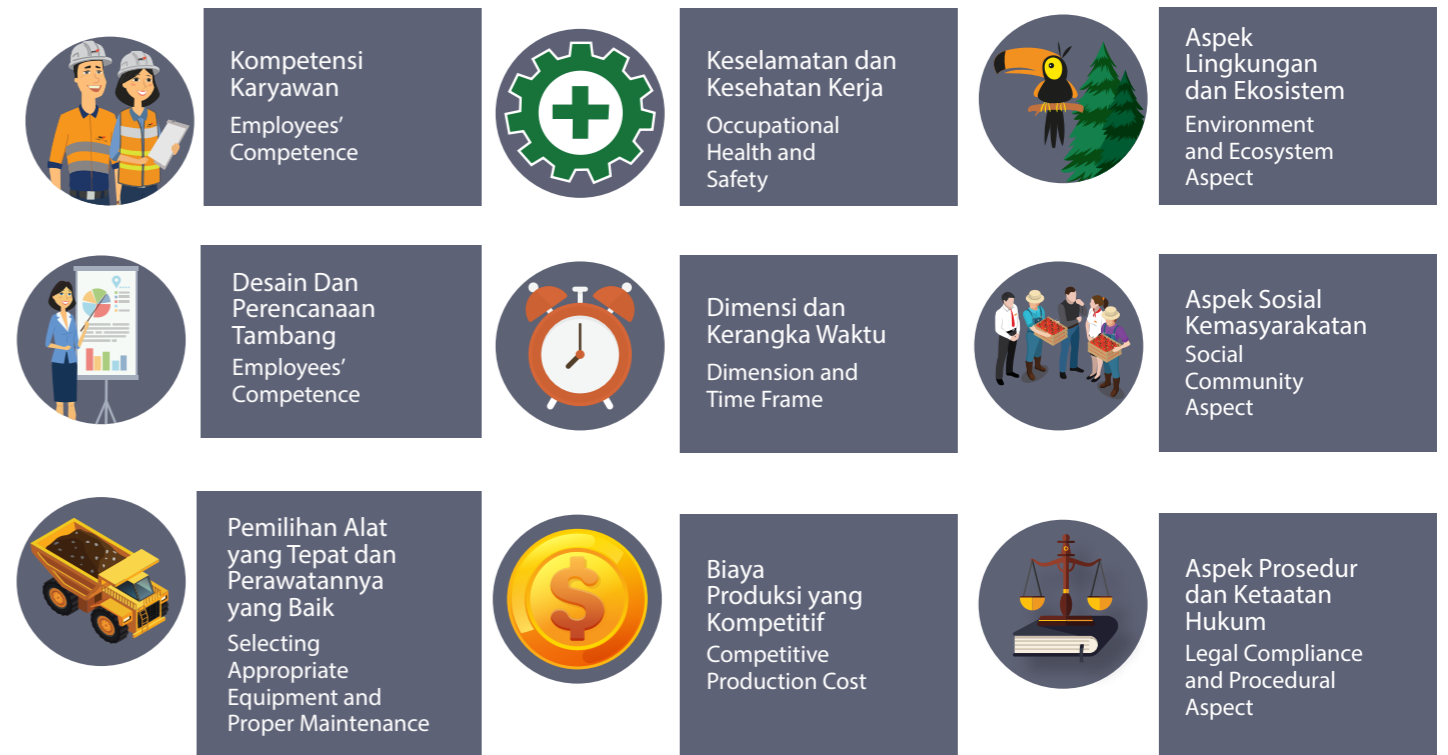 Kompetensi
Karyawan
Employees’
Competence
Keselamatan dan
Kesehatan Kerja
Occupational
Health and
Safety
Aspek
Lingkungan
dan Ekosistem
Environment
and Ecosystem
Aspect
Desain Dan
Perencanaan
Tambang
Employees’
Competence
Dimensi dan
Kerangka Waktu
Dimension and
Time Frame
Aspek Sosial
Kemasyarakatan
Social
Community
Aspect
Pemilihan Alat
yang Tepat dan
Perawatannya
yang Baik
Selecting
Appropriate
Equipment and
Proper Maintenance
$
Biaya
Produksi yang
Kompetitif
Competitive
Production Cost
Aspek Prosedur
dan Ketaatan
Hukum
Legal Compliance
and Procedural
Aspect